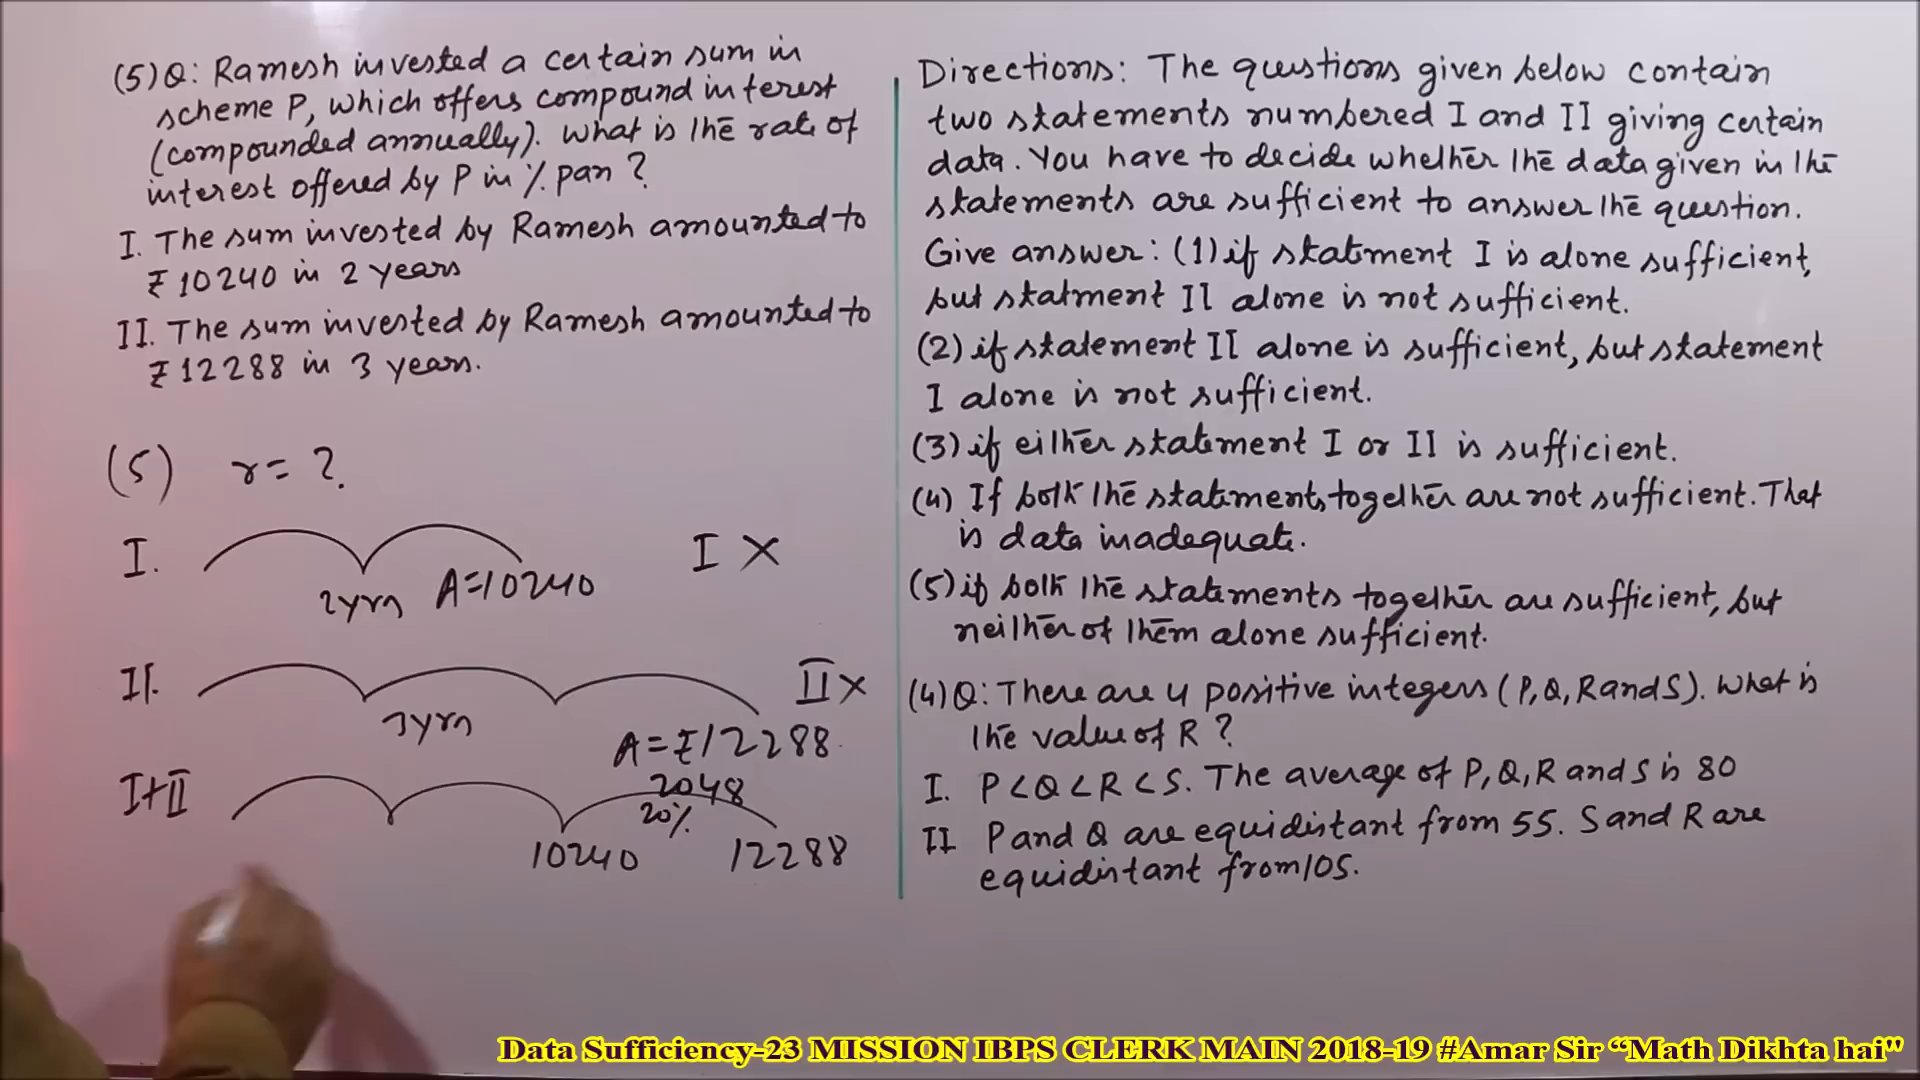 (5) Q: Ramesh invested a certain sum in
scheme P, which offers compound interest
(compounded annually). What is the rate of
interest offered by P in % pan ?
I. The sum invested by Ramesh amounted to
₹ 10240 in 2 years
II. The sum invested by Ramesh amounted to
₹ 12288 in 3 years.
(5) r = ?.
I. 2yrs A=10240 I ×
II. 3yrs II ×
A = ₹12288
I+II 2048
20%
10240 12288
Directions: The questions given below contain
two statements numbered I and II giving certain
data. You have to decide whether the data given in the
statements are sufficient to answer the question.
Give answer: (1) if statement I is alone sufficient,
but statment II alone is not sufficient.
(2) if statement II alone is sufficient, but statement
I alone is not sufficient.
(3) if either statement I or II is sufficient.
(4) If both the statements together are not sufficient. That
is data inadequate.
(5) if both the statements together are sufficient, but
neither of them alone sufficient.
(4) Q: There are 4 positive integers (P, Q, R and S). What is
the value of R ?
I. P < Q < R < S. The average of P, Q, R and S is 80
II P and Q are equidistant from 55. S and R are
equidistant from 105.
Data Sufficiency-23 MISSION IBPS CLERK MAIN 2018-19 #Amar Sir “Math Dikhta hai"